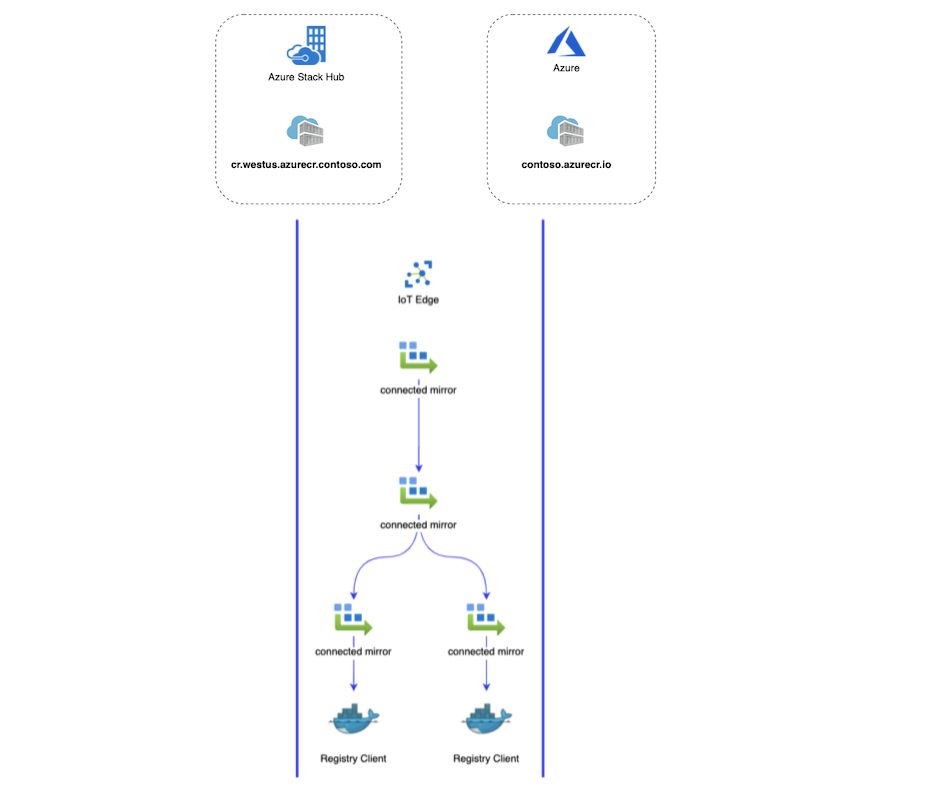 Azure Stack Hub
Azure
cr.westus.azurecr.contoso.com
contoso.azurecr.io
IoT Edge
connected mirror
connected mirror
connected mirror
connected mirror
Registry Client
Registry Client